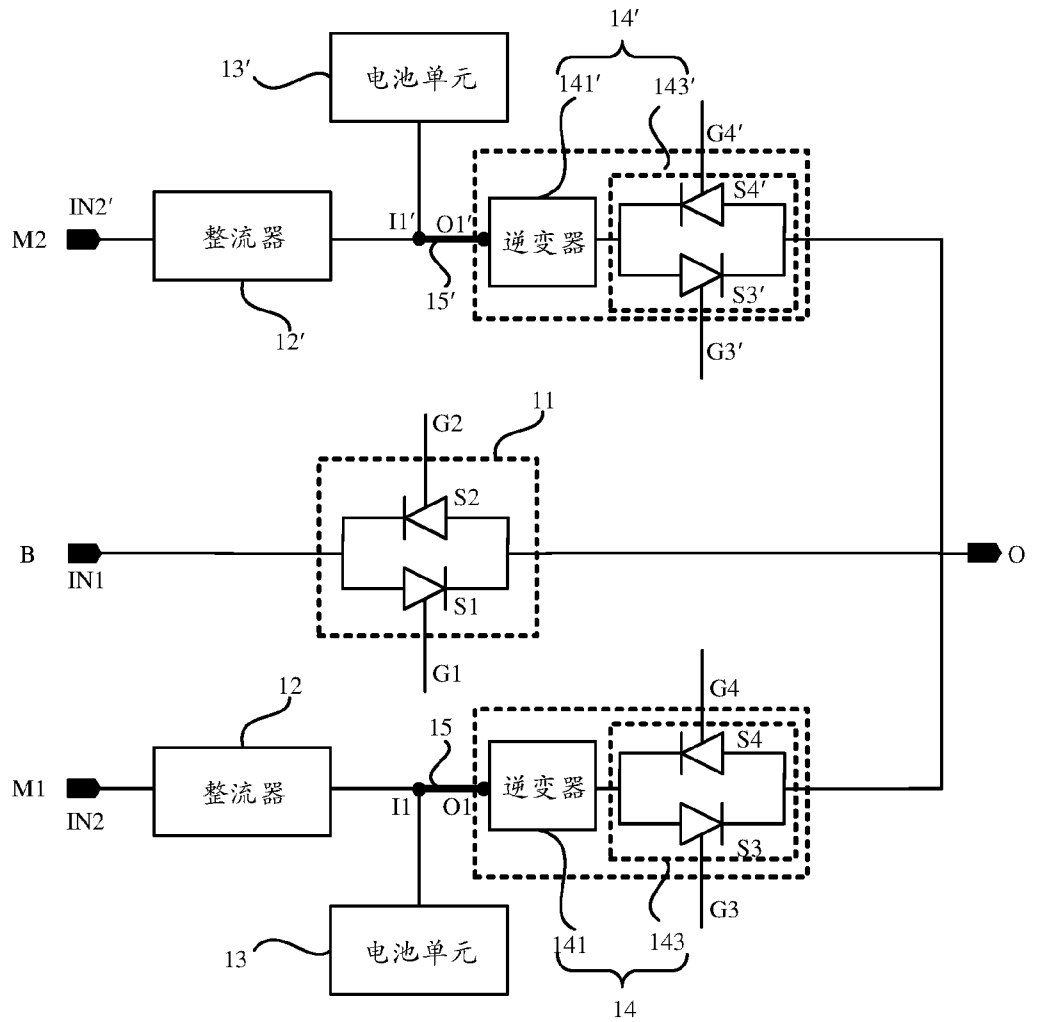 14′
13′
电池单元
141′
143′
G4′
S4′
IN2′
M2
整流器
I1′
O1′
逆变器
15′
S3′
12′
G3′
11
G2
S2
B
IN1
O
S1
G1
12
G4
15
S4
M1
整流器
逆变器
IN2
I1
O1
S3
G3
13
电池单元
141
143
14